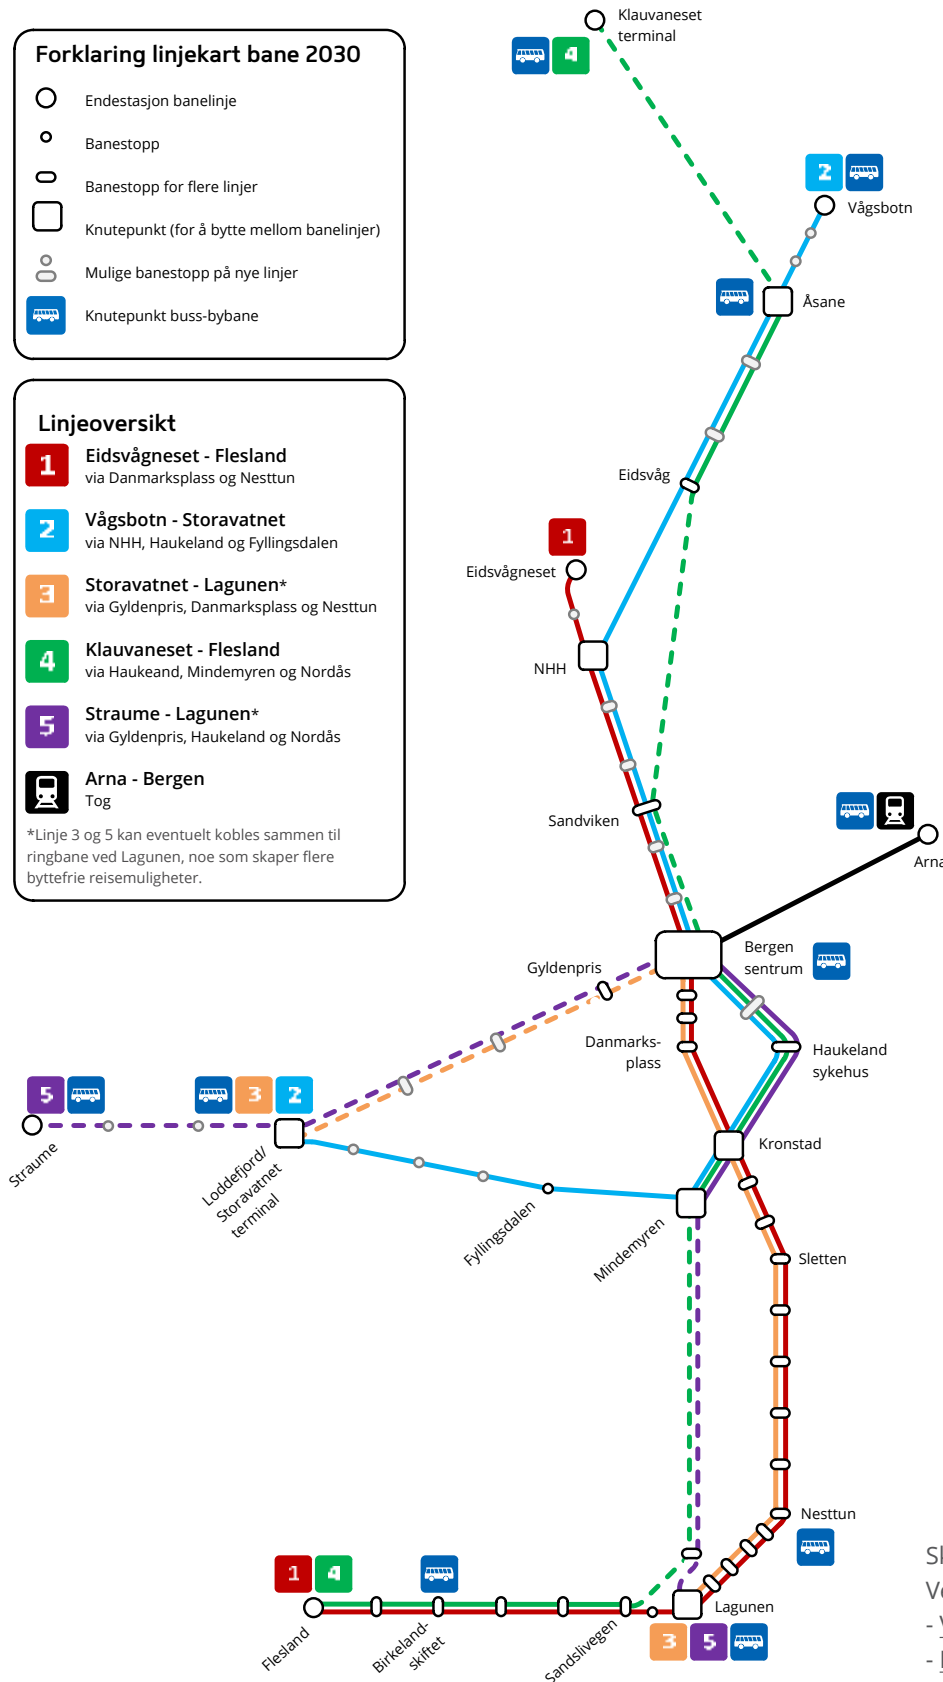 Forklaring linjekart bane 2030
Endestasjon banelinje
Banestopp
Banestopp for flere linjer
Knutepunkt (for å bytte mellom banelinjer)
Mulige banestopp på nye linjer
Knutepunkt buss-bybane
Linjeoversikt
1
Eidsvågneset - Flesland
via Danmarksplass og Nesttun
2
Vågsbotn - Storavatnet
via NHH, Haukeland og Fyllingsdalen
3
Storavatnet - Lagunen*
via Gyldenpris, Danmarksplass og Nesttun
4
Klauvaneset - Flesland
via Haukeand, Mindemyren og Nordås
5
Straume - Lagunen*
via Gyldenpris, Haukeland og Nordås
Arna - Bergen
Tog
*Linje 3 og 5 kan eventuelt kobles sammen til
ringbane ved Lagunen, noe som skaper flere
byttefrie reisemuligheter.
Klauvaneset
terminal
4
2
Vågsbotn
Åsane
Eidsvåg
1
Eidsvågneset
NHH
Sandviken
Arna
Bergen
sentrum
Gyldenpris
Danmarks-
plass
Haukeland
sykehus
5
3 2
Straume
Loddefjord/
Storavatnet
terminal
Kronstad
Fyllingsdalen
Mindemyren
Sletten
Nesttun
1 4
Flesland
Birkeland-
skiftet
Sandslivegen
Lagunen
3 5